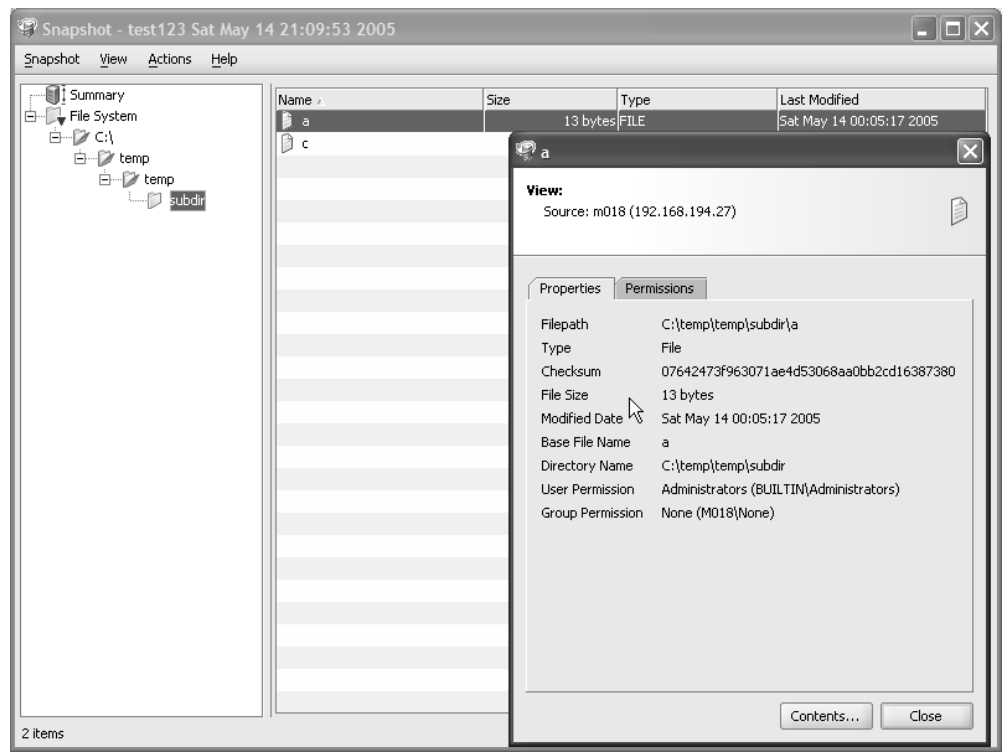 Snapshot - test123 Sat May 14 21:09:53 2005
Snapshot View Actions Help
Summary
File System
C:\
temp
temp
subdir
Name Size Type Last Modified
a 13 bytes FILE Sat May 14 00:05:17 2005
c
a
View:
Source: m018 (192.168.194.27)
Properties Permissions
Filepath C:\temp\temp\subdir\a
Type File
Checksum 07642473f963071ae4d53068aa0bb2cd16387380
File Size 13 bytes
Modified Date Sat May 14 00:05:17 2005
Base File Name a
Directory Name C:\temp\temp\subdir
User Permission Administrators (BUILTIN\Administrators)
Group Permission None (M018\None)
Contents... Close
2 items